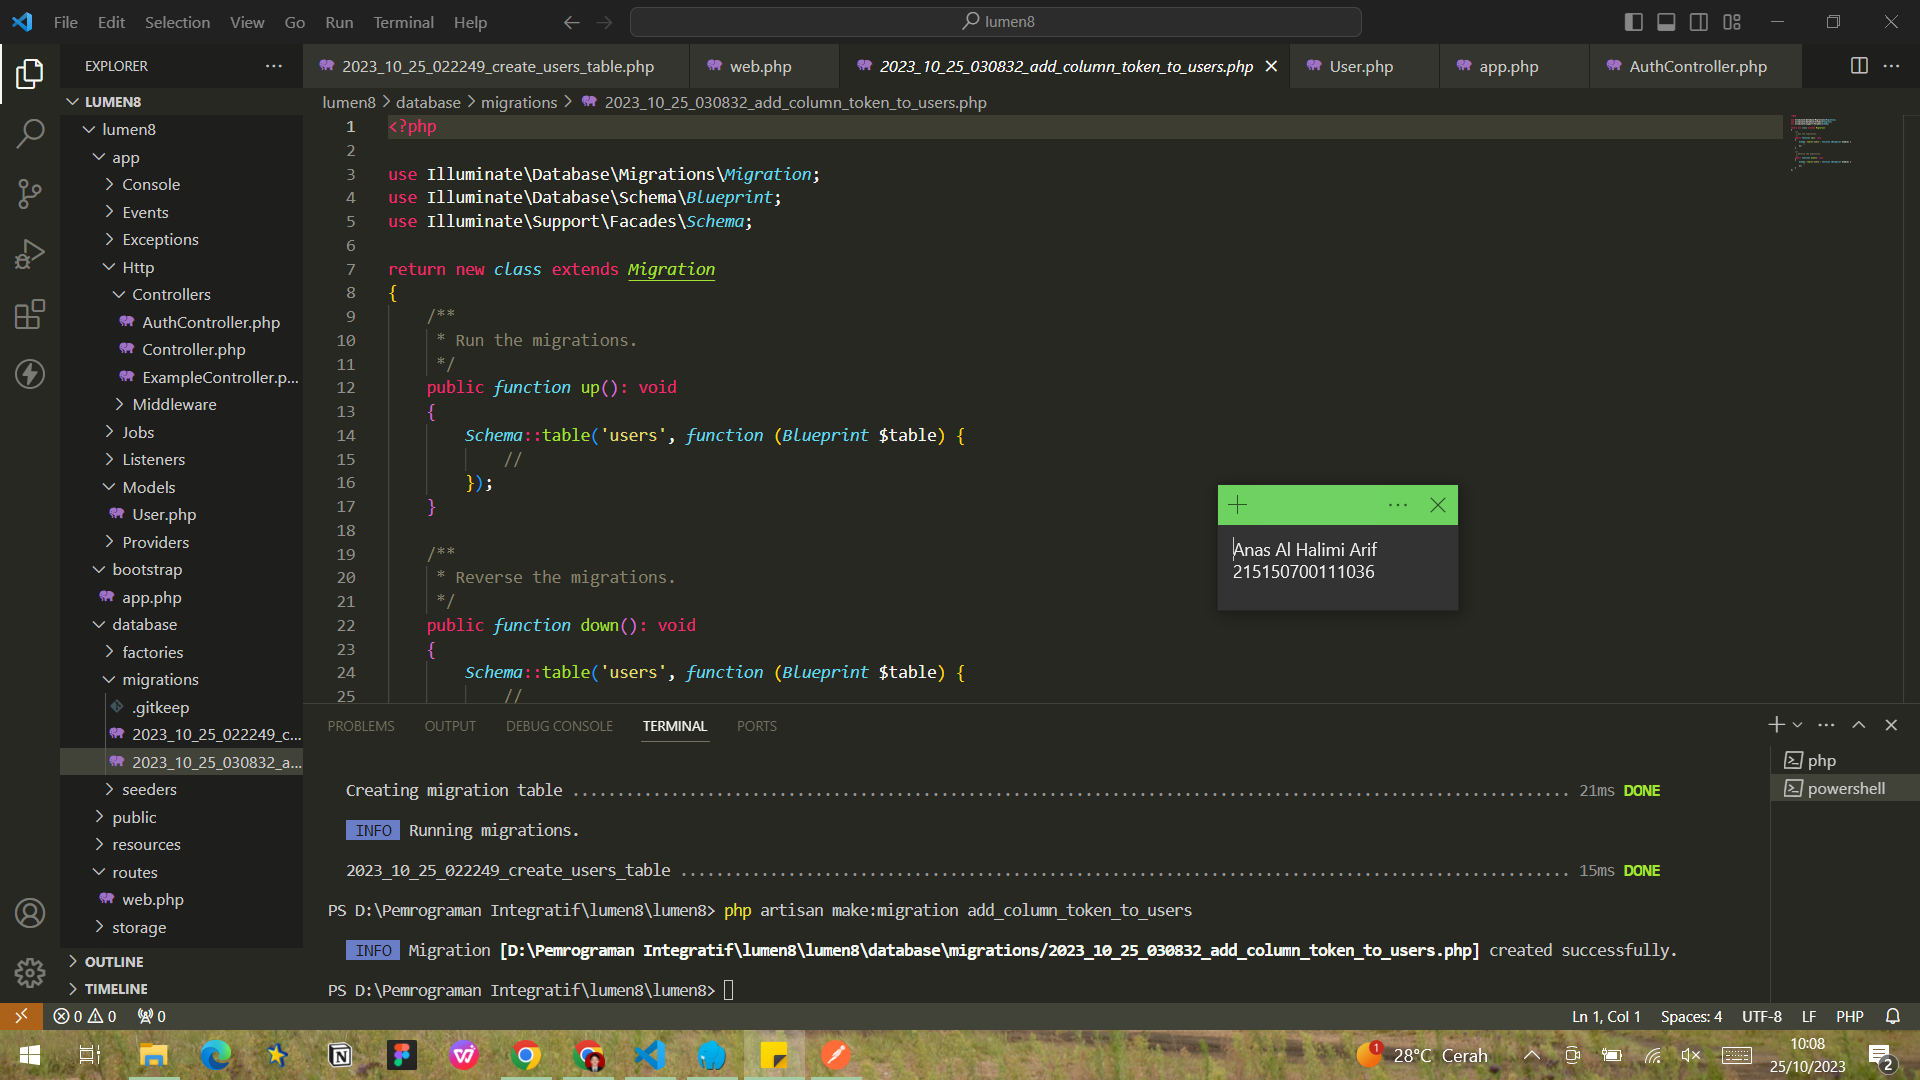 File Edit Selection View Go Run Terminal Help
lumen8
EXPLORER
2023_10_25_022249_create_users_table.php
web.php
2023_10_25_030832_add_column_token_to_users.php
User.php
app.php
AuthController.php
LUMEN8
lumen8
app
Console
Events
Exceptions
Http
Controllers
AuthController.php
Controller.php
ExampleController.p...
Middleware
Jobs
Listeners
Models
User.php
Providers
bootstrap
app.php
database
factories
migrations
.gitkeep
2023_10_25_022249_c...
2023_10_25_030832_a...
seeders
public
resources
routes
web.php
storage
OUTLINE
TIMELINE
lumen8 > database > migrations > 2023_10_25_030832_add_column_token_to_users.php
1 <?php
2
3 use Illuminate\Database\Migrations\Migration;
4 use Illuminate\Database\Schema\Blueprint;
5 use Illuminate\Support\Facades\Schema;
6
7 return new class extends Migration
8 {
9 /**
10 * Run the migrations.
11 */
12 public function up(): void
13 {
14 Schema::table('users', function (Blueprint $table) {
15 //
16 });
17 }
18
19 /**
20 * Reverse the migrations.
21 */
22 public function down(): void
23 {
24 Schema::table('users', function (Blueprint $table) {
25 //
Anas Al Halimi Arif
215150700111036
PROBLEMS OUTPUT DEBUG CONSOLE TERMINAL PORTS
Creating migration table ........ 21ms DONE
INFO Running migrations.
2023_10_25_022249_create_users_table ........ 15ms DONE
PS D:\Pemrograman Integratif\lumen8\lumen8> php artisan make:migration add_column_token_to_users
INFO Migration [D:\Pemrograman Integratif\lumen8\lumen8\database\migrations/2023_10_25_030832_add_column_token_to_users.php] created successfully.
PS D:\Pemrograman Integratif\lumen8\lumen8>
php
powershell
0 0 0
Ln 1, Col 1 Spaces: 4 UTF-8 LF PHP
1 28°C Cerah
10:08
25/10/2023
2